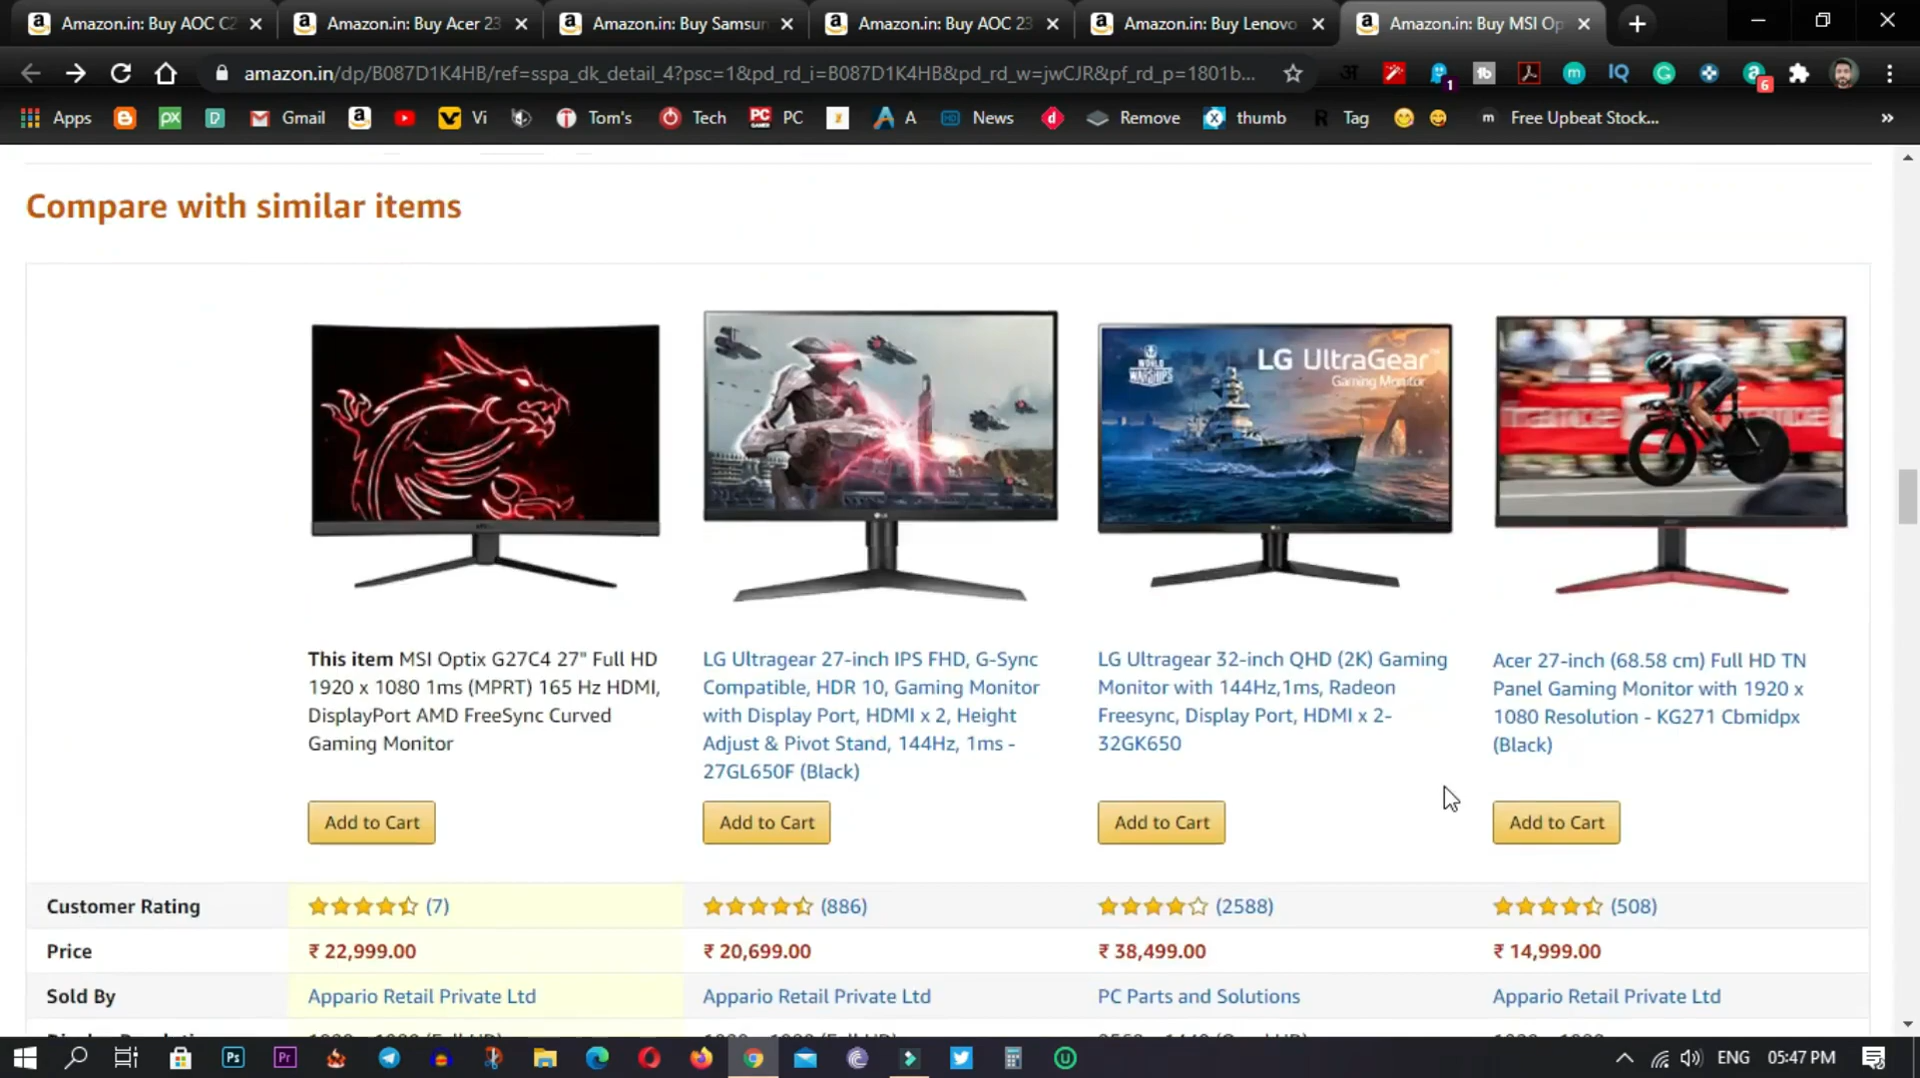 Amazon.in: Buy AOC C2
Amazon.in: Buy Acer 23
Amazon.in: Buy Samsun
Amazon.in: Buy AOC 23
Amazon.in: Buy Lenovo
Amazon.in: Buy MSI Op
amazon.in/dp/B087D1K4HB/ref=sspa_dk_detail_4?psc=1&pd_rd_i=B087D1K4HB&pd_rd_w=jwCJR&pf_rd_p=1801b...
Apps
Gmail
Vi
Tom's
Tech
PC
A
News
Remove
thumb
Tag
Free Upbeat Stock...
Compare with similar items
LG UltraGear™
Gaming Monitor
WORLD
WARSHIPS
This item MSI Optix G27C4 27" Full HD
1920 x 1080 1ms (MPRT) 165 Hz HDMI,
DisplayPort AMD FreeSync Curved
Gaming Monitor
LG Ultragear 27-inch IPS FHD, G-Sync
Compatible, HDR 10, Gaming Monitor
with Display Port, HDMI x 2, Height
Adjust & Pivot Stand, 144Hz, 1ms -
27GL650F (Black)
LG Ultragear 32-inch QHD (2K) Gaming
Monitor with 144Hz,1ms, Radeon
Freesync, Display Port, HDMI x 2-
32GK650
Acer 27-inch (68.58 cm) Full HD TN
Panel Gaming Monitor with 1920 x
1080 Resolution - KG271 Cbmidpx
(Black)
Add to Cart
Add to Cart
Add to Cart
Add to Cart
Customer Rating (7) (886) (2588) (508)
Price ₹ 22,999.00 ₹ 20,699.00 ₹ 38,499.00 ₹ 14,999.00
Sold By Appario Retail Private Ltd Appario Retail Private Ltd PC Parts and Solutions Appario Retail Private Ltd
ENG 05:47 PM